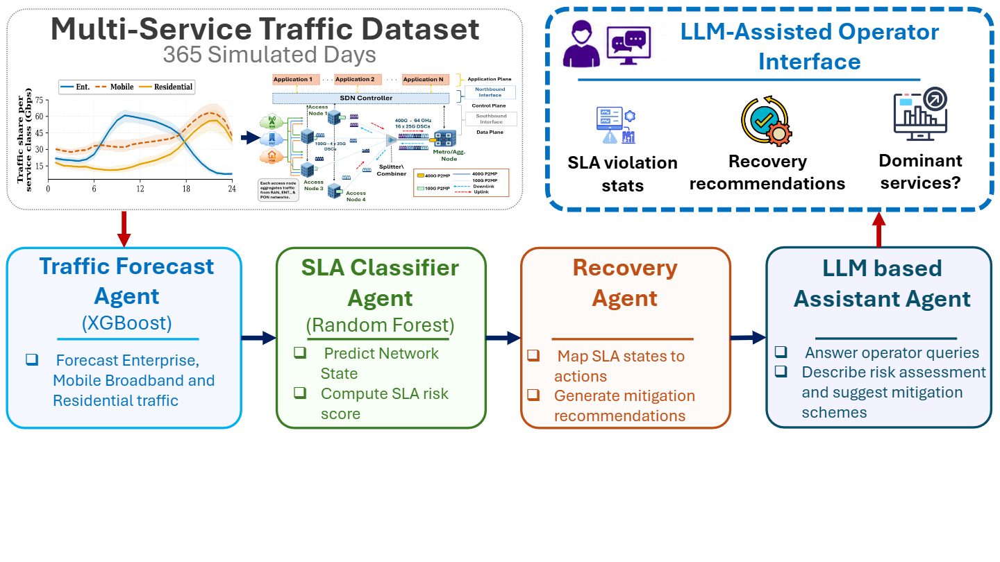 Multi-Service Traffic Dataset
365 Simulated Days
Traffic share per
service class (Gbps)
Ent.
Mobile
Residential
75
60
45
30
15
0
6
12
18
24
Application 1
· · · ·
Application 2
· · · ·
Application N
Application Plane
Northbound
Interface
SDN Controller
Control Plane
Southbound
Interface
Data Plane
Access
Node 1
RAN
ENT.
PON
100G - 4 x 25G
DSCs
400G - 64 GHz
16 x 25G DSCs
Metro/Agg.
Node
Splitter\
Combiner
Access
Node 3
Access
Node 4
Each access node
aggregates traffic
from RAN, ENT., &
PON networks.
400G P2MP
400G P2MP
100G P2MP
100G P2MP
Downlink
Uplink
LLM-Assisted Operator
Interface
SLA violation
stats
Recovery
recommendations
Dominant
services?
Traffic Forecast
Agent
(XGBoost)
Forecast Enterprise,
Mobile Broadband and
Residential traffic
SLA Classifier
Agent
(Random Forest)
Predict Network
State
Compute SLA risk
score
Recovery
Agent
Map SLA states to
actions
Generate mitigation
recommendations
LLM based
Assistant Agent
Answer operator queries
Describe risk assessment
and suggest mitigation
schemes